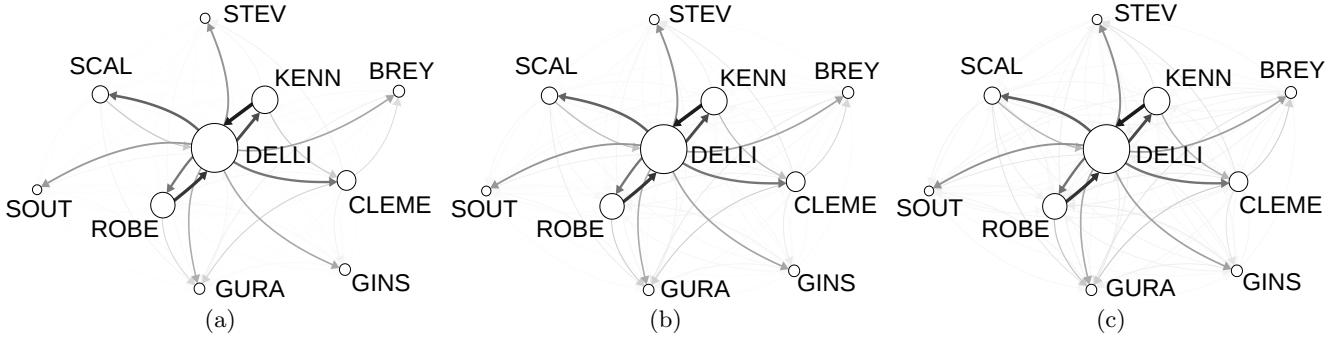 STEV
SCAL
KENN
BREY
DELLI
SOUT
ROBE
CLEME
GURA
GINS
(a)
STEV
SCAL
KENN
BREY
DELLI
SOUT
ROBE
CLEME
GURA
GINS
(b)
STEV
SCAL
KENN
BREY
DELLI
SOUT
ROBE
CLEME
GURA
GINS
(c)